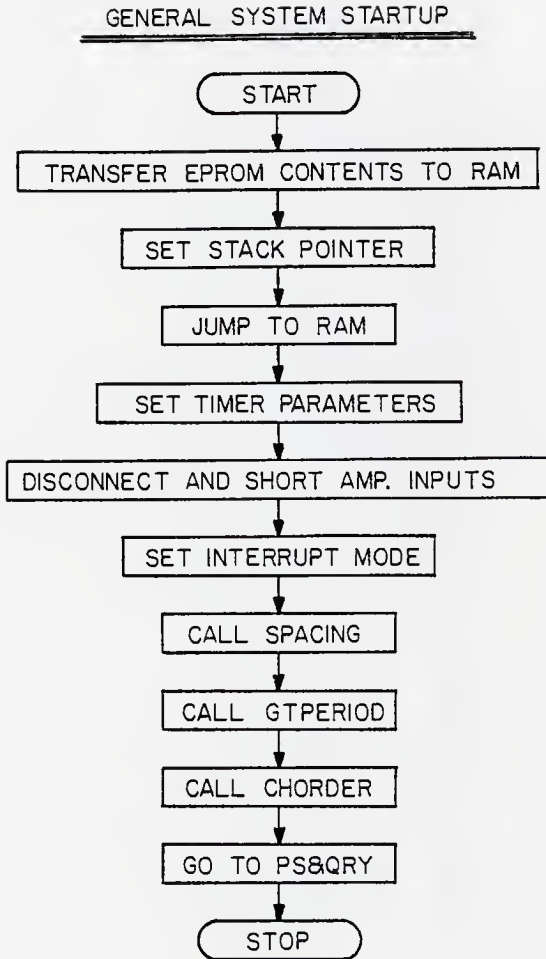 GENERAL SYSTEM STARTUP
START
TRANSFER EPROM CONTENTS TO RAM
SET STACK POINTER
JUMP TO RAM
SET TIMER PARAMETERS
DISCONNECT AND SHORT AMP. INPUTS
SET INTERRUPT MODE
CALL SPACING
CALL GTPERIOD
CALL CHORDER
GO TO PS&QRY
STOP